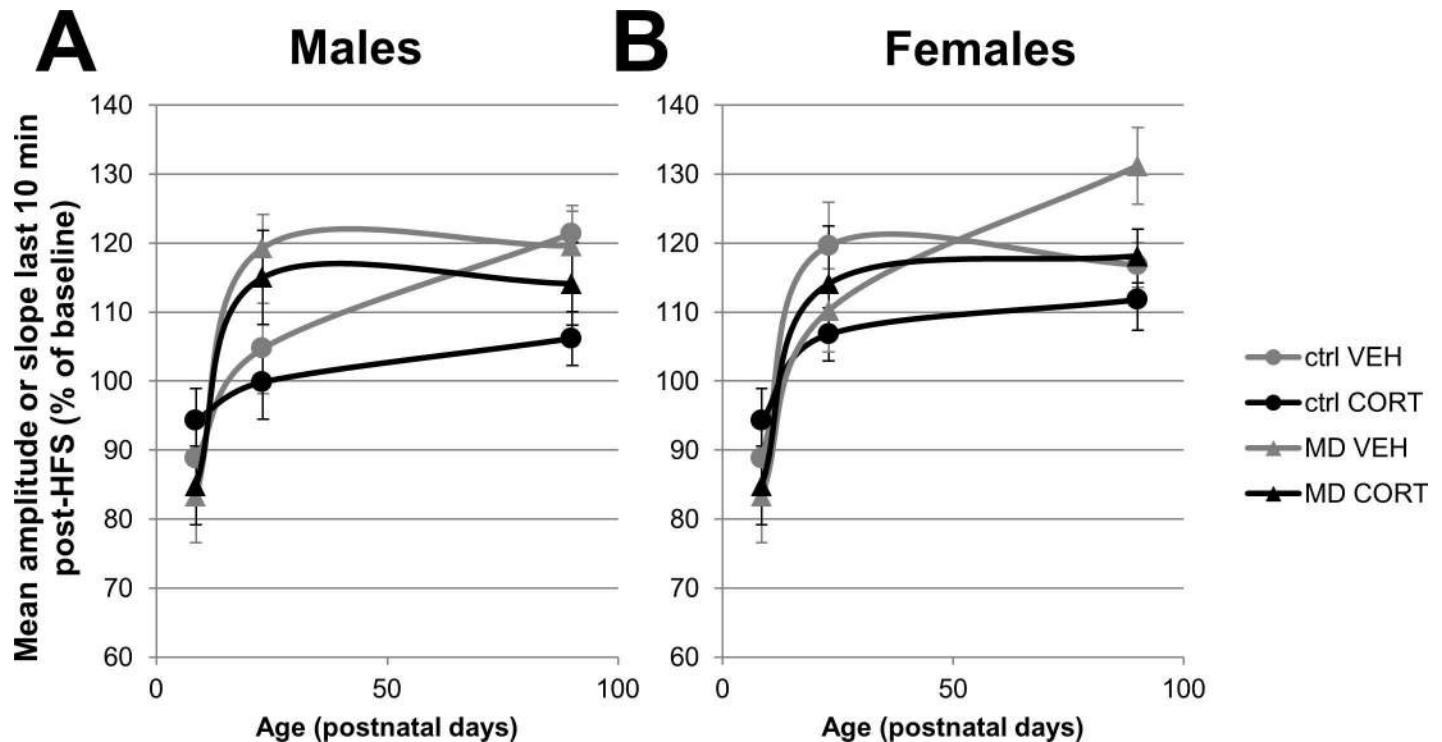 A
Males
B
Females
Mean amplitude or slope last 10 min
post-HFS (% of baseline)
140
130
120
110
100
90
80
70
60
0
50
100
Age (postnatal days)
140
130
120
110
100
90
80
70
60
0
50
100
Age (postnatal days)
ctrl VEH
ctrl CORT
MD VEH
MD CORT